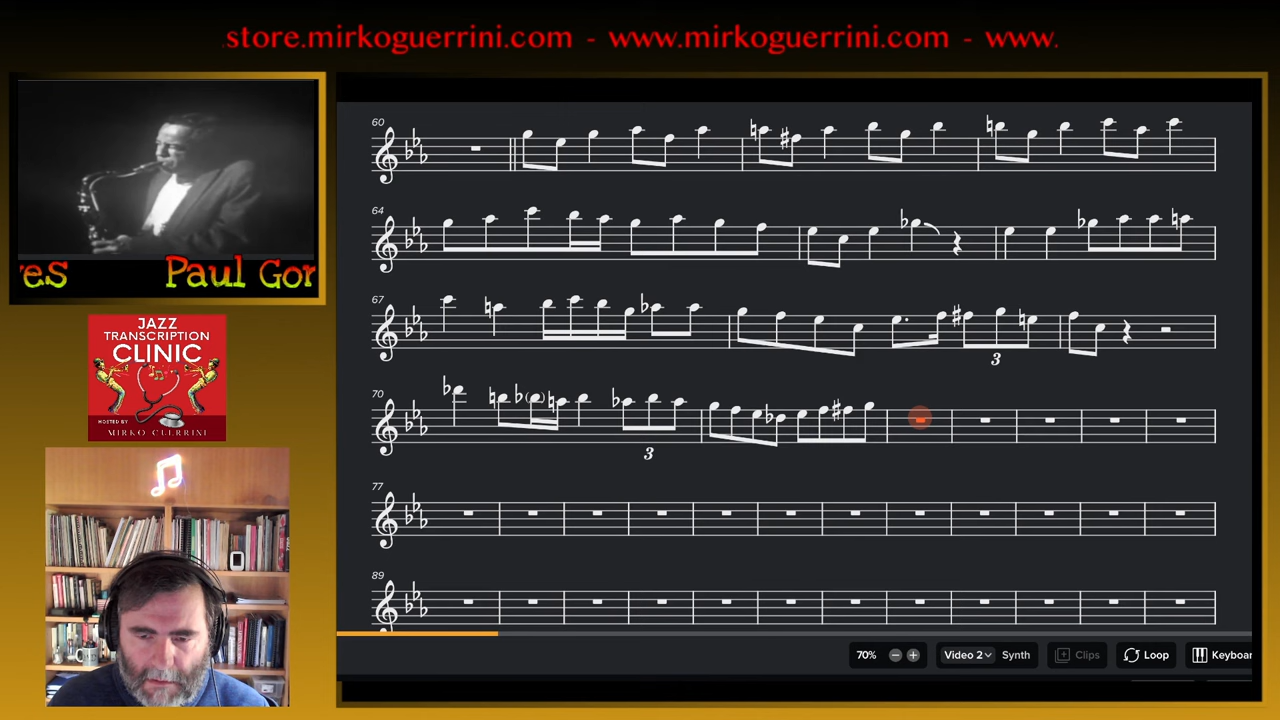 store.mirkoguerrini.com - www.mirkoguerrini.com - www.
es Paul Gor
JAZZ
TRANSCRIPTION
CLINIC
HOSTED BY
MIRKO GUERRINI
60
64
67
3
70
3
77
89
70% Video 2 Synth Clips Loop Keyboar